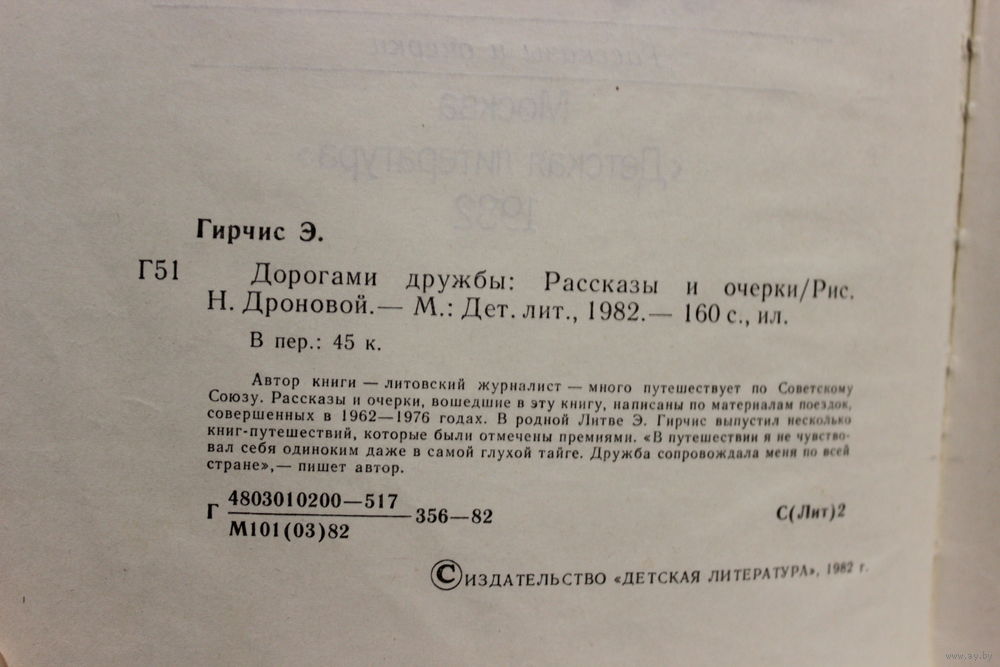 Гирчис Э.
Г51 Дорогами дружбы: Рассказы и очерки/Рис.
Н. Дроновой.— М.: Дет. лит., 1982.— 160 с., ил.
В пер.: 45 к.
Автор книги — литовский журналист — много путешествует по Советскому
Союзу. Рассказы и очерки, вошедшие в эту книгу, написаны по материалам поездок,
совершенных в 1962—1976 годах. В родной Литве Э. Гирчис выпустил несколько
книг-путешествий, которые были отмечены премиями. «В путешествии я не чувство-
вал себя одиноким даже в самой глухой тайге. Дружба сопровождала меня по всей
стране»,— пишет автор.
Г 4803010200—517
М101(03)82 356—82 С(Лит)2
©ИЗДАТЕЛЬСТВО «ДЕТСКАЯ ЛИТЕРАТУРА», 1982 г.
www.ay.by